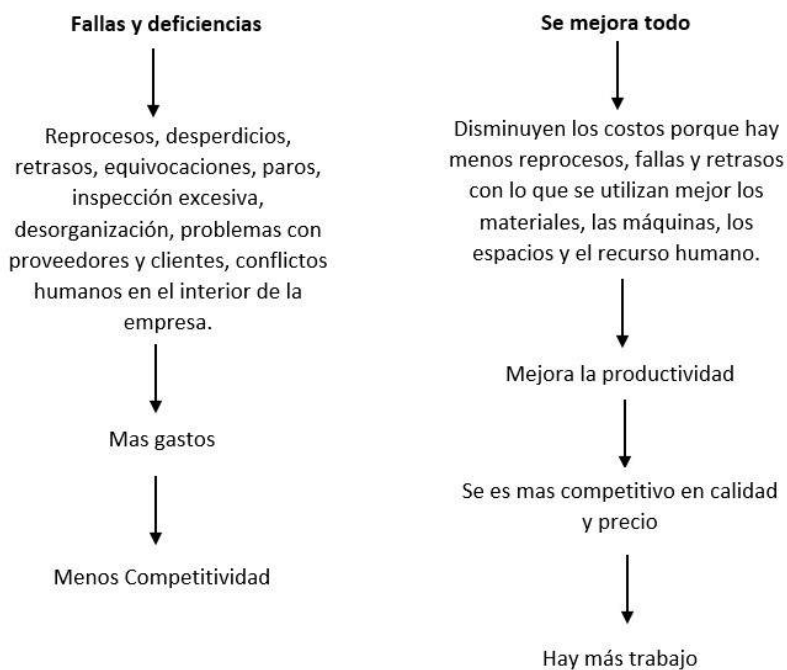 Fallas y deficiencias
Reprocesos, desperdicios,
retrasos, equivocaciones, paros,
inspección excesiva,
desorganización, problemas con
proveedores y clientes, conflictos
humanos en el interior de la
empresa.
Mas gastos
Menos Competitividad
Se mejora todo
Disminuyen los costos porque hay
menos reprocesos, fallas y retrasos
con lo que se utilizan mejor los
materiales, las máquinas, los
espacios y el recurso humano.
Mejora la productividad
Se es mas competitivo en calidad
y precio
Hay más trabajo